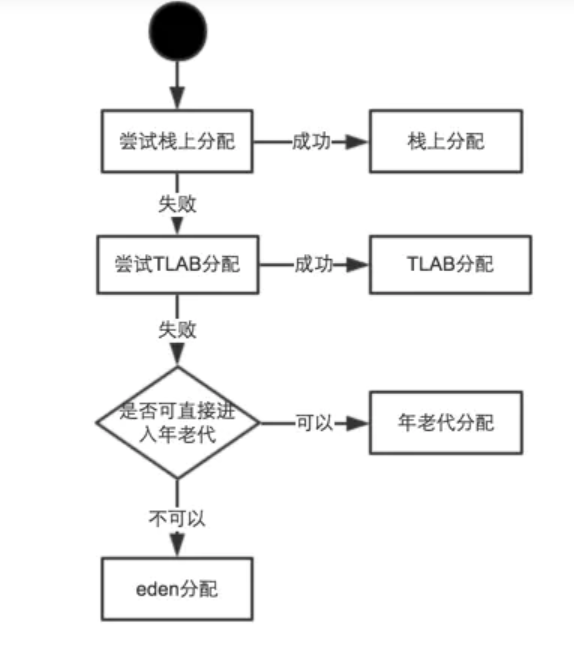 尝试栈上分配
成功
栈上分配
失败
尝试TLAB分配
成功
TLAB分配
失败
是否可直接进
入年老代
可以
年老代分配
不可以
eden分配